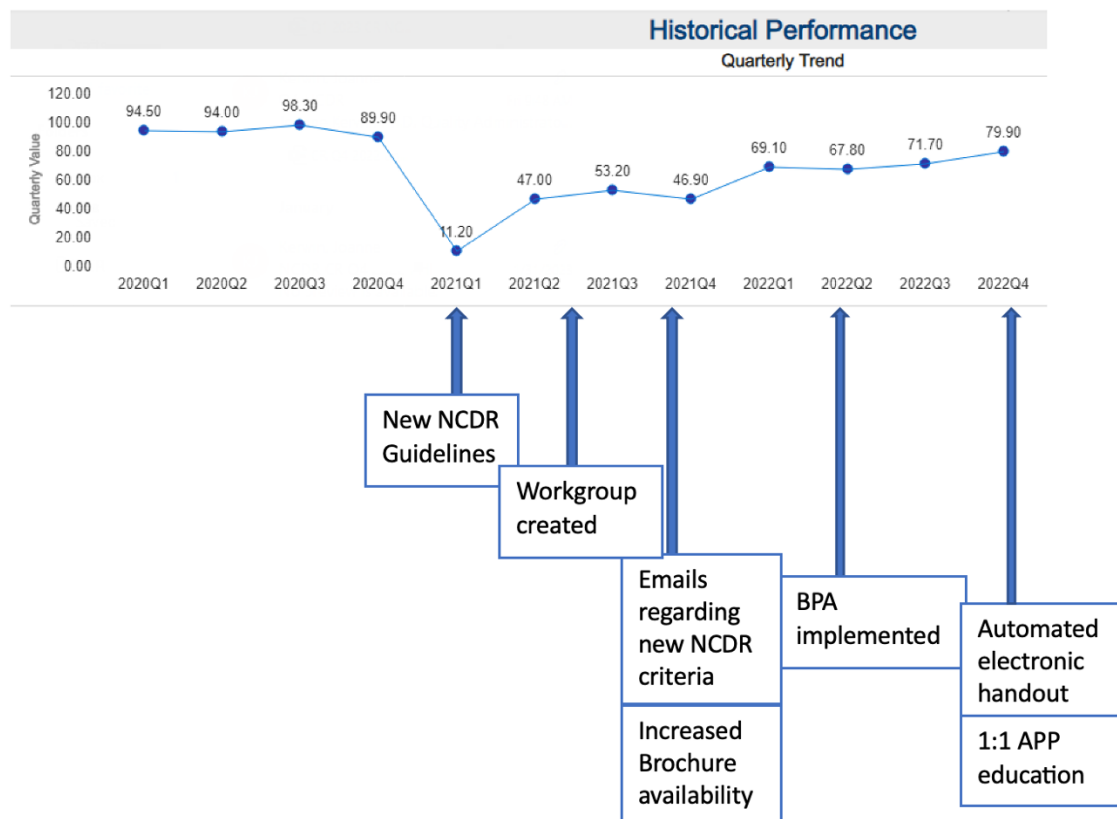 Historical Performance
Quarterly Trend
Quarterly Value
120.00
100.00
80.00
60.00
40.00
20.00
0.00
94.50
94.00
98.30
89.90
11.20
47.00
53.20
46.90
69.10
67.80
71.70
79.90
2020Q1
2020Q2
2020Q3
2020Q4
2021Q1
2021Q2
2021Q3
2021Q4
2022Q1
2022Q2
2022Q3
2022Q4
New NCDR
Guidelines
Workgroup
created
Emails
regarding
new NCDR
criteria
Increased
Brochure
availability
BPA
implemented
Automated
electronic
handout
1:1 APP
education